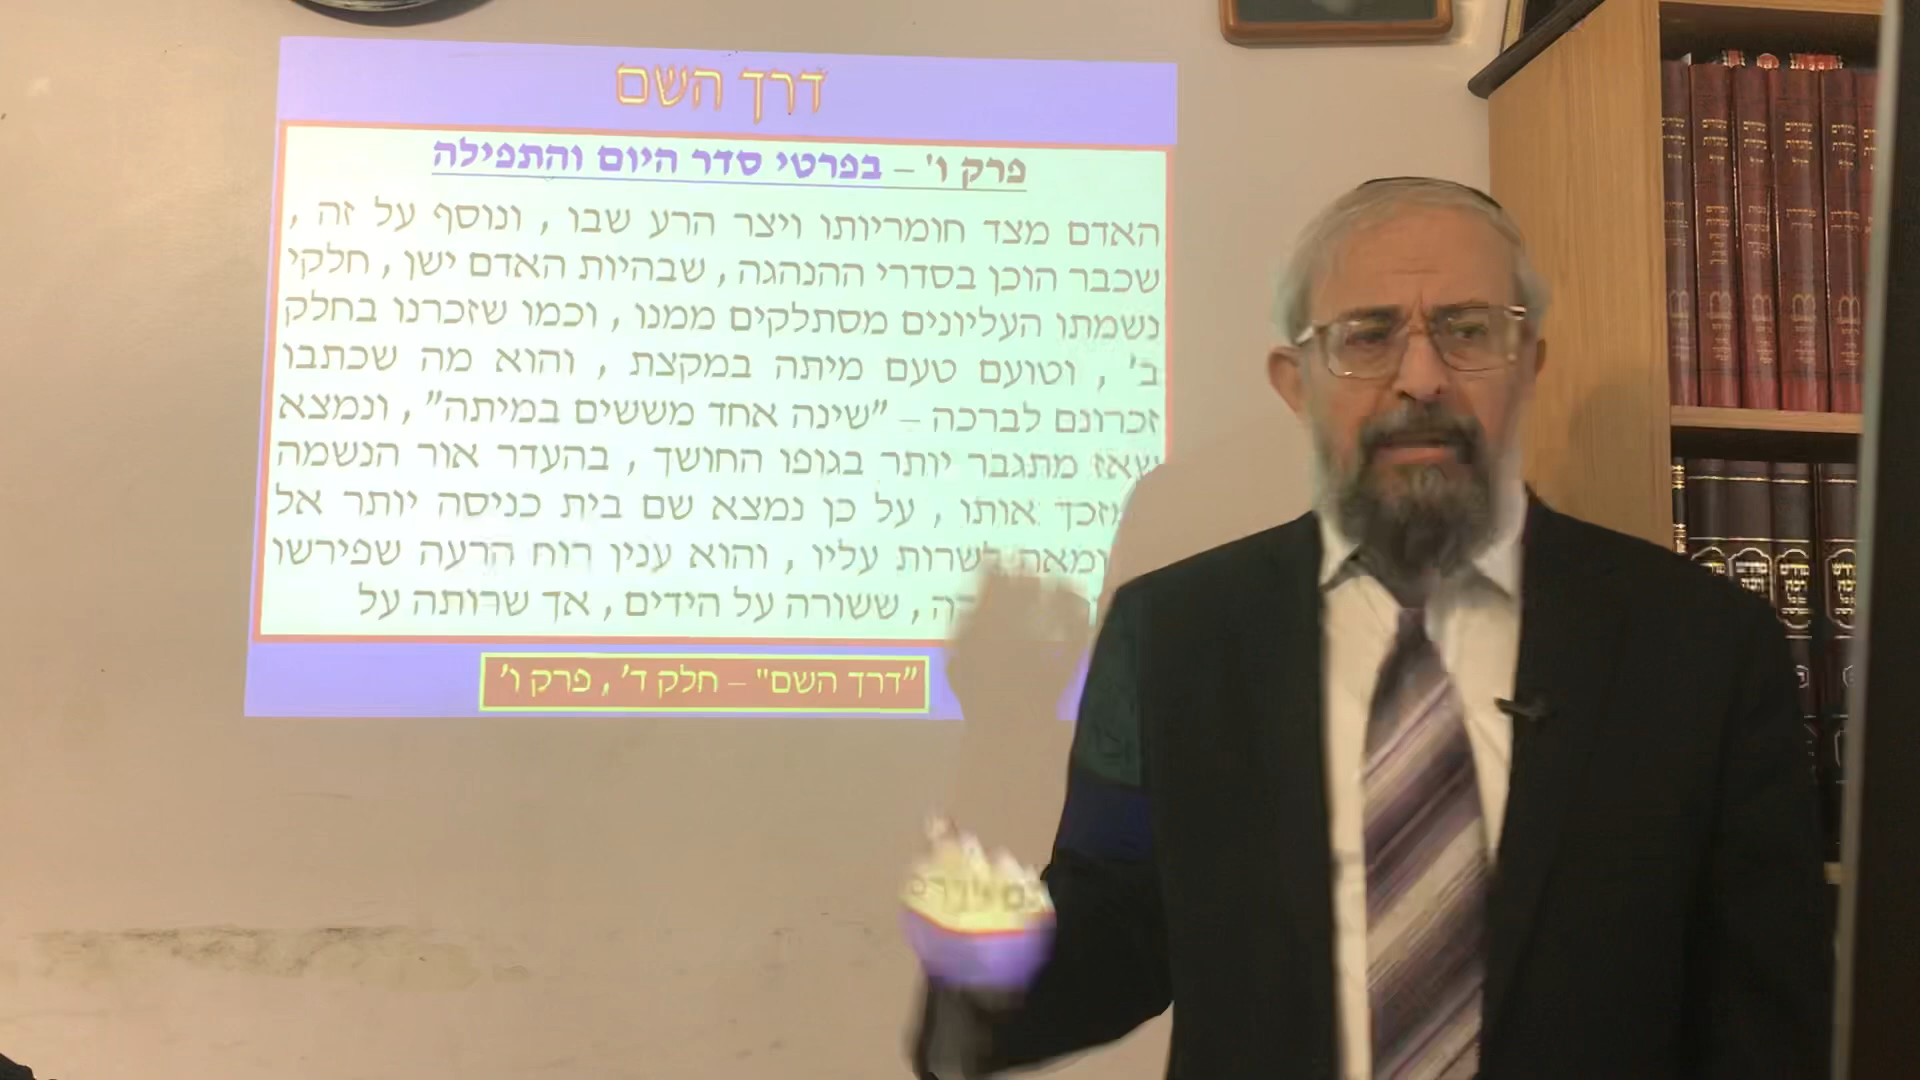 דרך השם
פרק ו' – בפרטי סדר היום והתפילה
האדם מצד חומריותו ויצר הרע שבו , ונוסף על זה ,
שכבר הוכן בסדרי ההנהגה , שבהיות האדם ישן , חלקי
נשמתו העליונים מסתלקים ממנו , וכמו שזכרנו בחלק
ב' , וטועם טעם מיתה במקצת , והוא מה שכתבו
זכרונם לברכה – "שינה אחד מששים במיתה" , ונמצא
שאז מתגבר יותר בגופו החושך , בהעדר אור הנשמה
אותו , על כן נמצא שם בית כניסה יותר אל
לשרות עליו , והוא ענין רוח הרעה שפירשו
ששורה על הידים , אך שרותה על
"דרך השם" – חלק ד' , פרק ו'